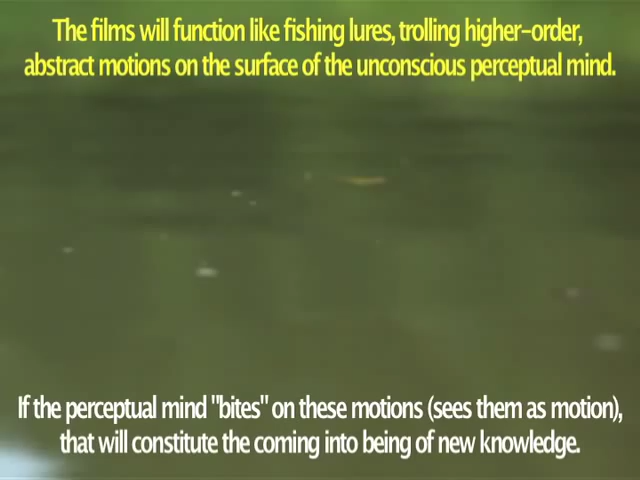 The films will function like fishing lures, trolling higher-order,
abstract motions on the surface of the unconscious perceptual mind.
If the perceptual mind "bites" on these motions (sees them as motion),
that will constitute the coming into being of new knowledge.